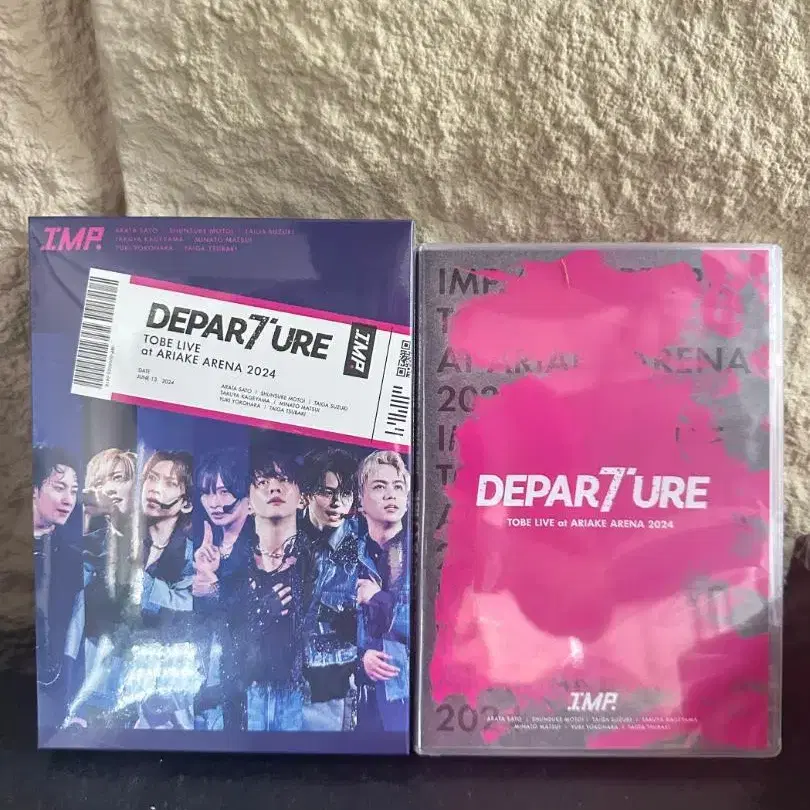 IMP.
ARATA SATO / SHUNSUKE MOTOI / TAIGA SUZUKI
SAKUYA KAGEYAMA / MINATO MATSUI
YUKI YOKOHARA / TAIGA TSUBAKI
DEPAR7URE
TOBE LIVE
at ARIAKE ARENA 2024
IMP.
DATE
JUNE 13, 2024
ARATA SATO / SHUNSUKE MOTOI / TAIGA SUZUKI
SAKUYA KAGEYAMA / MINATO MATSUI
YUKI YOKOHARA / TAIGA TSUBAKI
IMP.
ARENA
202
DEPAR7URE
TOBE LIVE at ARIAKE ARENA 2024
202
IMP.
ARATA SATO / SHUNSUKE MOTOI / TAIGA SUZUKI / SAKUYA KAGEYAMA
MINATO MATSUI / YUKI YOKOHARA / TAIGA TSUBAKI